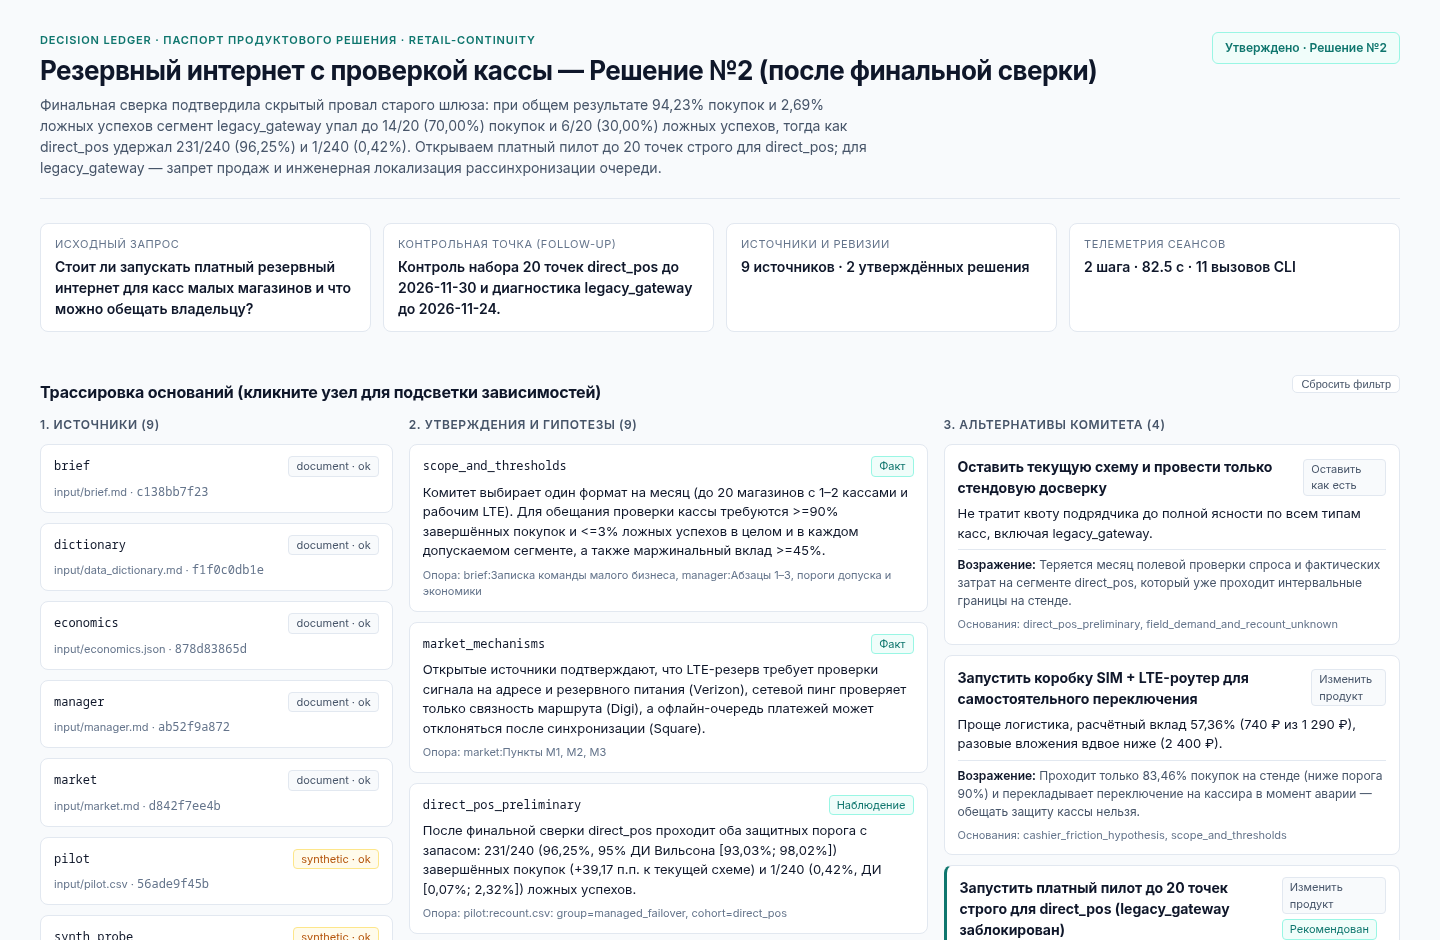 DECISION LEDGER · ПАСПОРТ ПРОДУКТОВОГО РЕШЕНИЯ · RETAIL-CONTINUITY
Утверждено · Решение №2
Резервный интернет с проверкой кассы — Решение №2 (после финальной сверки)
Финальная сверка подтвердила скрытый провал старого шлюза: при общем результате 94,23% покупок и 2,69%
ложных успехов сегмент legacy_gateway упал до 14/20 (70,00%) покупок и 6/20 (30,00%) ложных успехов, тогда как
direct_pos удержал 231/240 (96,25%) и 1/240 (0,42%). Открываем платный пилот до 20 точек строго для direct_pos; для
legacy_gateway — запрет продаж и инженерная локализация рассинхронизации очереди.
ИСХОДНЫЙ ЗАПРОС
Стоит ли запускать платный резервный
интернет для касс малых магазинов и что
можно обещать владельцу?
КОНТРОЛЬНАЯ ТОЧКА (FOLLOW-UP)
Контроль набора 20 точек direct_pos до
2026-11-30 и диагностика legacy_gateway
до 2026-11-24.
ИСТОЧНИКИ И РЕВИЗИИ
9 источников · 2 утверждённых решения
ТЕЛЕМЕТРИЯ СЕАНСОВ
2 шага · 82.5 с · 11 вызовов CLI
Трассировка оснований (кликните узел для подсветки зависимостей)
Сбросить фильтр
1. ИСТОЧНИКИ (9)
brief
document · ok
input/brief.md · c138bb7f23
dictionary
document · ok
input/data_dictionary.md · f1f0c0db1e
economics
document · ok
input/economics.json · 878d83865d
manager
document · ok
input/manager.md · ab52f9a872
market
document · ok
input/market.md · d842f7ee4b
pilot
synthetic · ok
input/pilot.csv · 56ade9f45b
synth_probe
synthetic · ok
2. УТВЕРЖДЕНИЯ И ГИПОТЕЗЫ (9)
scope_and_thresholds
Факт
Комитет выбирает один формат на месяц (до 20 магазинов с 1–2 кассами и
рабочим LTE). Для обещания проверки кассы требуются >=90%
завершённых покупок и <=3% ложных успехов в целом и в каждом
допускаемом сегменте, а также маржинальный вклад >=45%.
Опора: brief:Записка команды малого бизнеса, manager:Абзацы 1–3, пороги допуска и
экономики
market_mechanisms
Факт
Открытые источники подтверждают, что LTE-резерв требует проверки
сигнала на адресе и резервного питания (Verizon), сетевой пинг проверяет
только связность маршрута (Digi), а офлайн-очередь платежей может
отклоняться после синхронизации (Square).
Опора: market:Пункты M1, M2, M3
direct_pos_preliminary
Наблюдение
После финальной сверки direct_pos проходит оба защитных порога с
запасом: 231/240 (96,25%, 95% ДИ Вильсона [93,03%; 98,02%])
завершённых покупок (+39,17 п.п. к текущей схеме) и 1/240 (0,42%, ДИ
[0,07%; 2,32%]) ложных успехов.
Опора: pilot:recount.csv: group=managed_failover, cohort=direct_pos
3. АЛЬТЕРНАТИВЫ КОМИТЕТА (4)
Оставить текущую схему и провести только
стендовую досверку
Оставить
как есть
Не тратит квоту подрядчика до полной ясности по всем типам
касс, включая legacy_gateway.
Возражение: Теряется месяц полевой проверки спроса и фактических
затрат на сегменте direct_pos, который уже проходит интервальные
границы на стенде.
Основания: direct_pos_preliminary, field_demand_and_recount_unknown
Запустить коробку SIM + LTE-роутер для
самостоятельного переключения
Изменить
продукт
Проще логистика, расчётный вклад 57,36% (740 ₽ из 1 290 ₽),
разовые вложения вдвое ниже (2 400 ₽).
Возражение: Проходит только 83,46% покупок на стенде (ниже порога
90%) и перекладывает переключение на кассира в момент аварии —
обещать защиту кассы нельзя.
Основания: cashier_friction_hypothesis, scope_and_thresholds
Запустить платный пилот до 20 точек
строго для direct_pos (legacy_gateway
заблокирован)
Изменить
продукт
Рекомендован